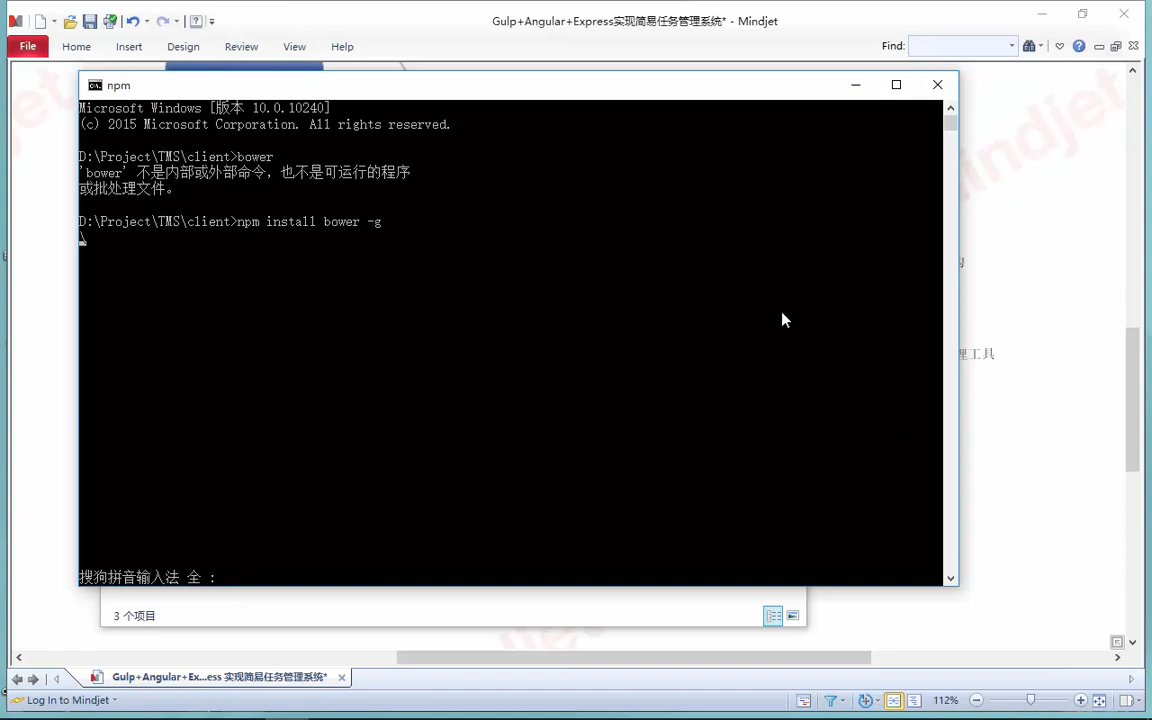 Gulp+Angular+Express实现简易任务管理系统* - Mindjet
File Home Insert Design Review View Help Find:
npm
Microsoft Windows [版本 10.0.10240]
(c) 2015 Microsoft Corporation. All rights reserved.
D:\Project\TMS\client>bower
'bower' 不是内部或外部命令，也不是可运行的程序
或批处理文件。
D:\Project\TMS\client>npm install bower -g
\
理工具
搜狗拼音输入法 全 :
3 个项目
Gulp+Angular+Ex...ess 实现简易任务管理系统*
Log In to Mindjet
112%
Mindjet